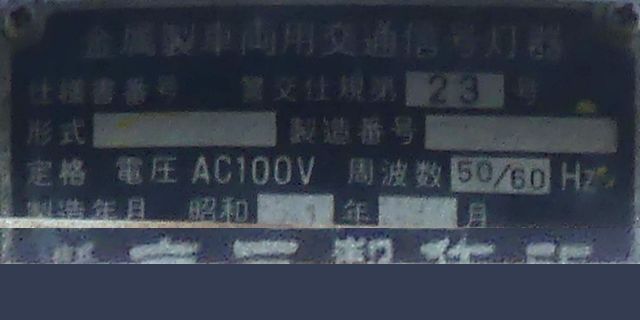 金属製車両用交通信号灯器
仕様書番号 警交仕規第 23 号
形式 製造番号
定格 電圧 AC100V 周波数 50/60 Hz
製造年月 昭和 年 月